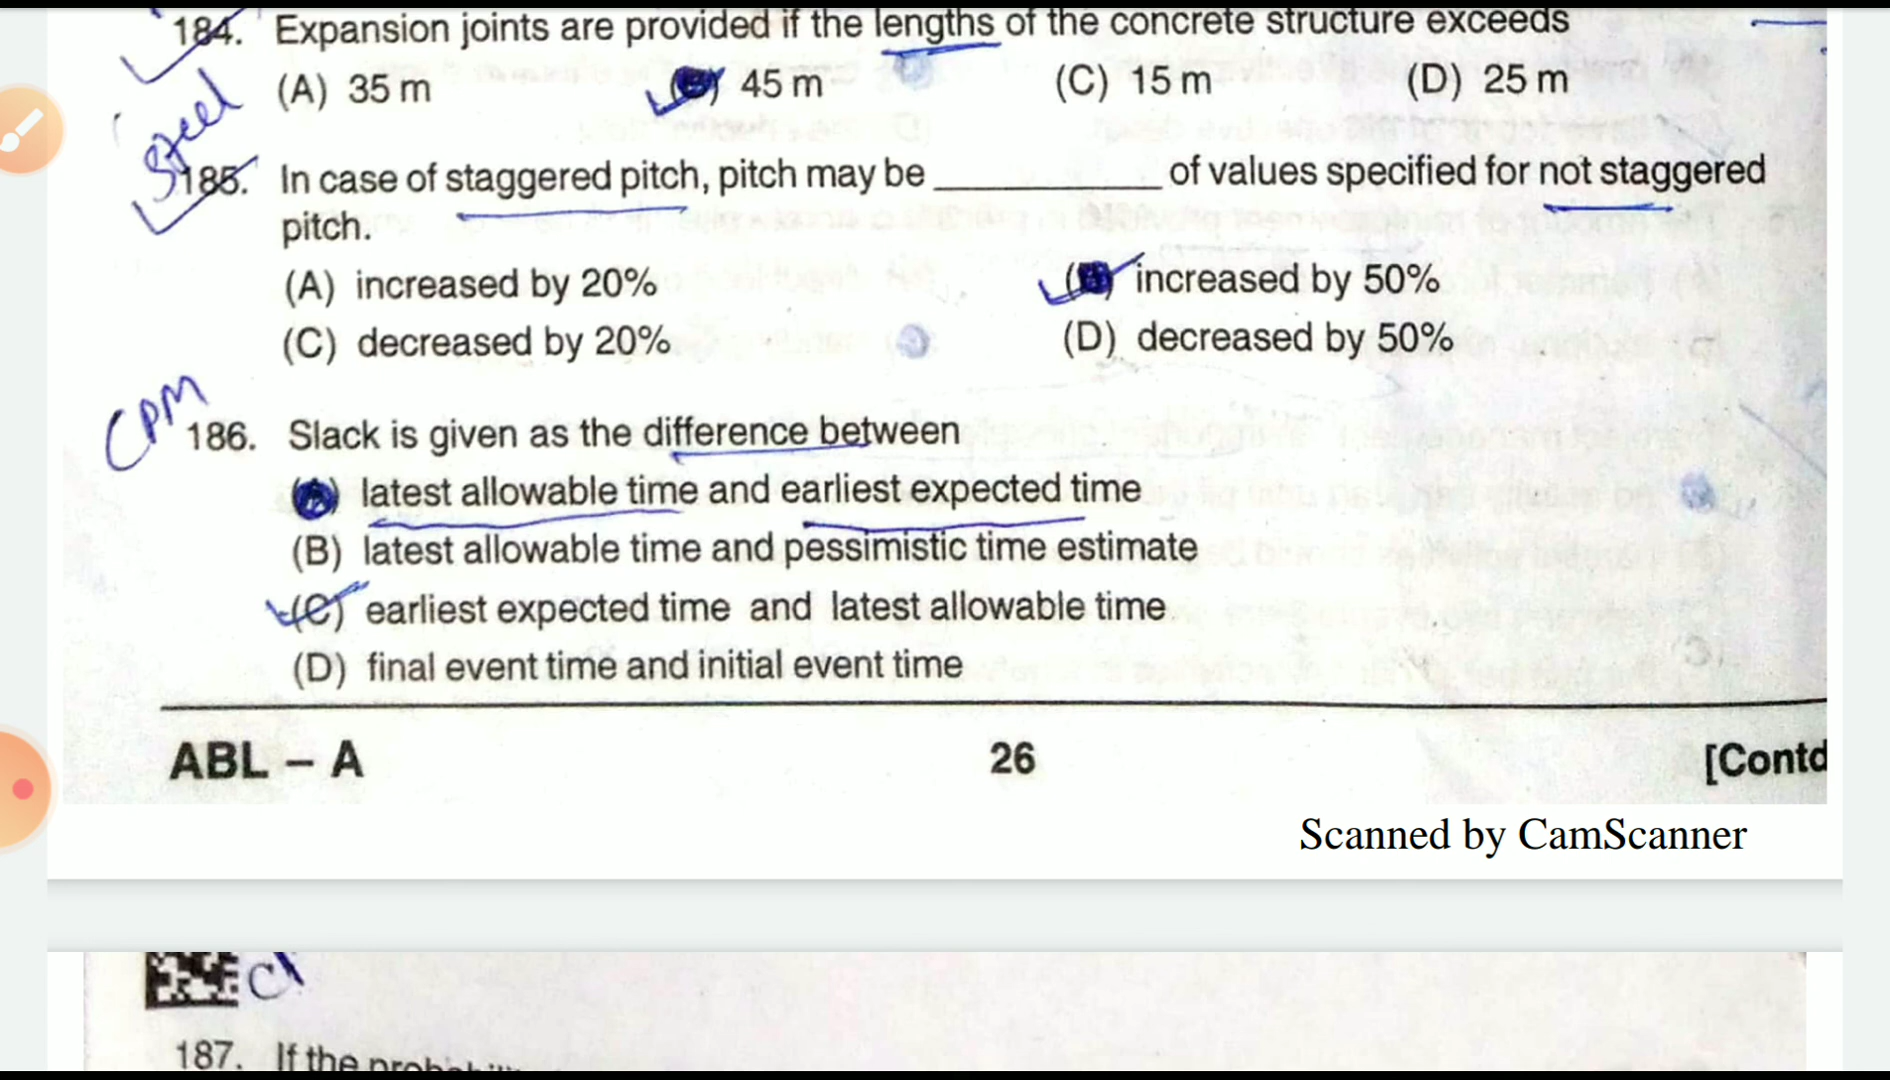 184. Expansion joints are provided if the lengths of the concrete structure exceeds
(A) 35 m (B) 45 m (C) 15 m (D) 25 m
Steel
185. In case of staggered pitch, pitch may be ____________ of values specified for not staggered
pitch.
(A) increased by 20% (B) increased by 50%
(C) decreased by 20% (D) decreased by 50%
CPM
186. Slack is given as the difference between
(A) latest allowable time and earliest expected time
(B) latest allowable time and pessimistic time estimate
(C) earliest expected time and latest allowable time
(D) final event time and initial event time
ABL – A 26 [Contd
Scanned by CamScanner
187. If the